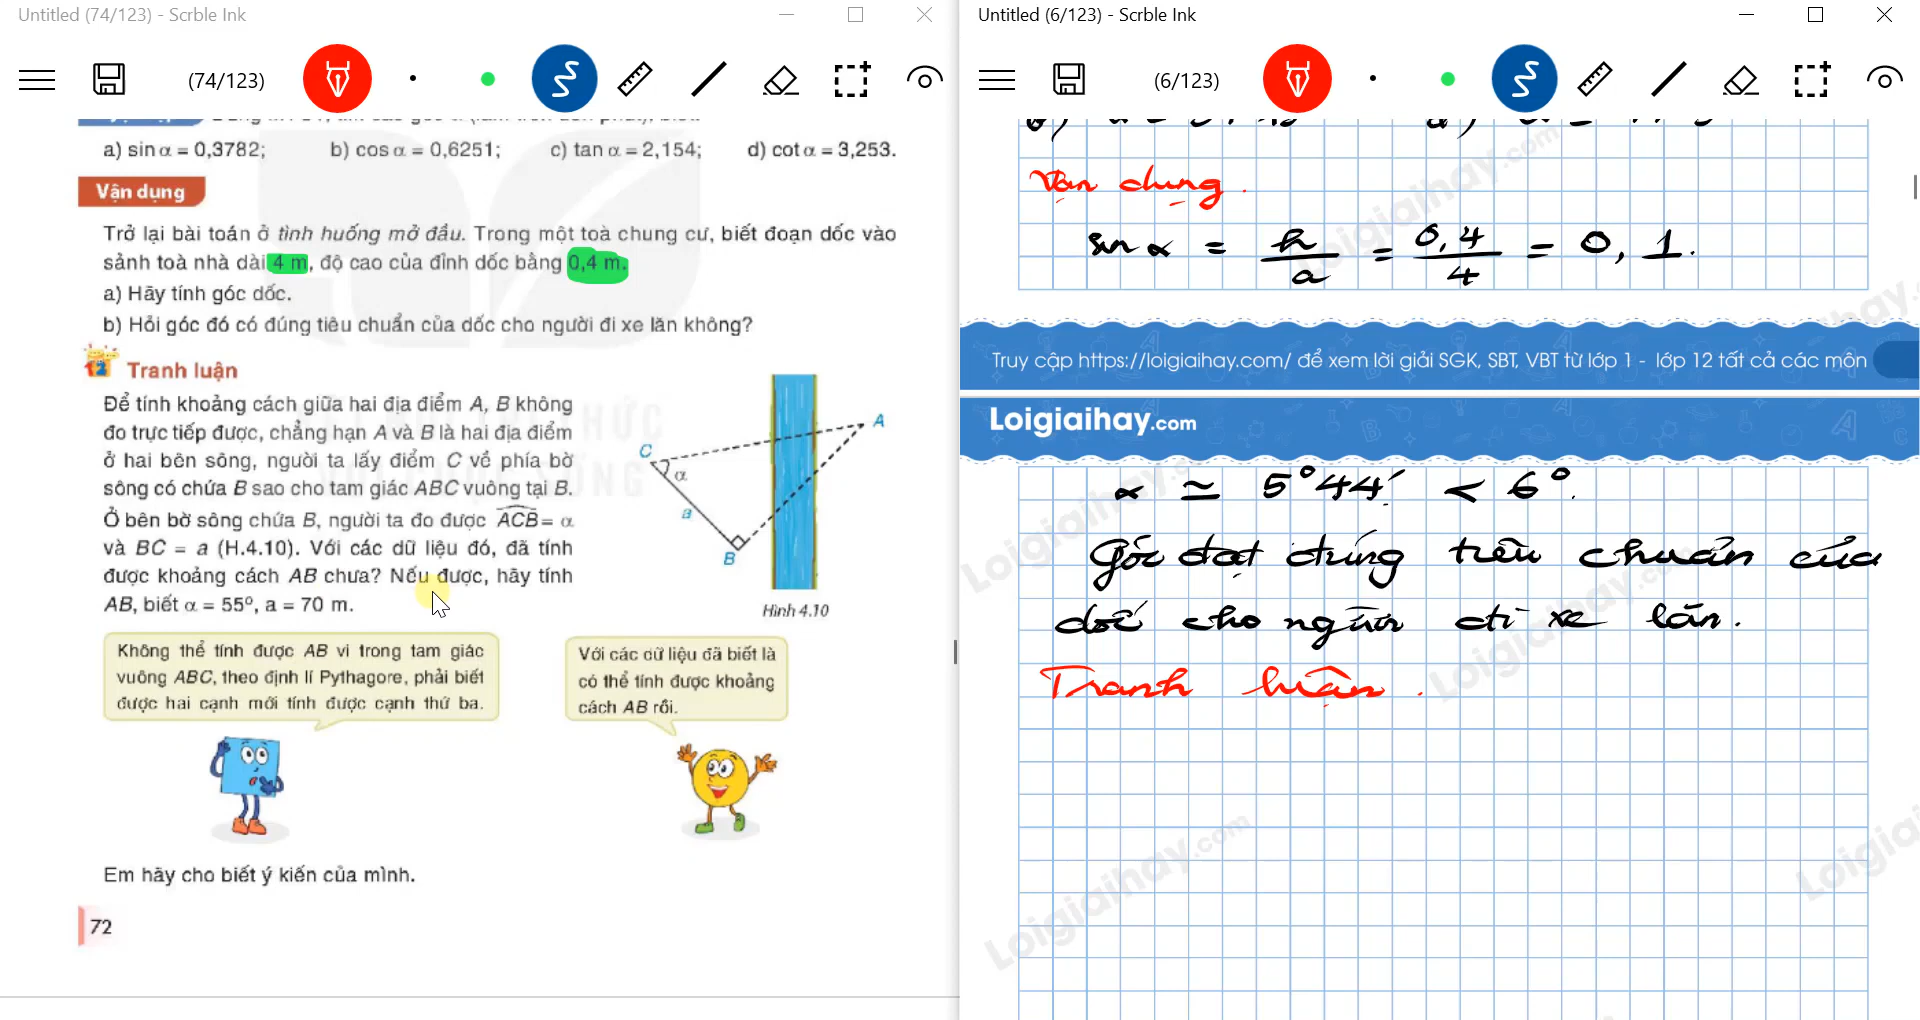 Untitled (74/123) - Scrble Ink
(74/123)
a) sin α = 0,3782; b) cos α = 0,6251; c) tan α = 2,154; d) cot α = 3,253.
Vận dụng
Trở lại bài toán ở tình huống mở đầu. Trong một toà chung cư, biết đoạn dốc vào
sảnh toà nhà dài 4 m, độ cao của đỉnh dốc bằng 0,4 m.
a) Hãy tính góc dốc.
b) Hỏi góc đó có đúng tiêu chuẩn của dốc cho người đi xe lăn không?
Tranh luận
Để tính khoảng cách giữa hai địa điểm A, B không
đo trực tiếp được, chẳng hạn A và B là hai địa điểm
ở hai bên sông, người ta lấy điểm C về phía bờ
sông có chứa B sao cho tam giác ABC vuông tại B.
Ở bên bờ sông chứa B, người ta đo được ACB = α
và BC = a (H.4.10). Với các dữ liệu đó, đã tính
được khoảng cách AB chưa? Nếu được, hãy tính
AB, biết α = 55°, a = 70 m.
A
C
α
a
B
Hình 4.10
Không thể tính được AB vì trong tam giác
vuông ABC, theo định lí Pythagore, phải biết
được hai cạnh mới tính được cạnh thứ ba.
Với các dữ liệu đã biết là
có thể tính được khoảng
cách AB rồi.
Em hãy cho biết ý kiến của mình.
72
Untitled (6/123) - Scrble Ink
(6/123)
Vận dụng.
sin α = h/a = 0,4/4 = 0,1.
Truy cập https://loigiaihay.com/ để xem lời giải SGK, SBT, VBT từ lớp 1 - lớp 12 tất cả các môn
Loigiaihay.com
α ≃ 5°44' < 6°.
Góc đạt đúng tiêu chuẩn của
dốc cho người đi xe lăn.
Tranh luận.
Loigiaihay.com
Loigiaihay.com
Loigiaihay.com
Loigiaihay.com